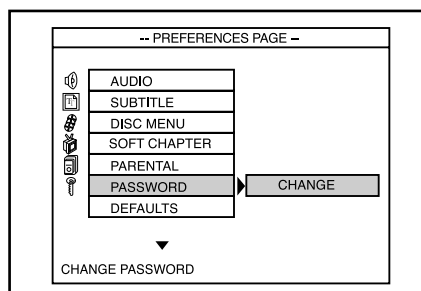 -- PREFERENCES PAGE –
AUDIO
SUBTITLE
DISC MENU
SOFT CHAPTER
PARENTAL
PASSWORD
CHANGE
DEFAULTS
CHANGE PASSWORD